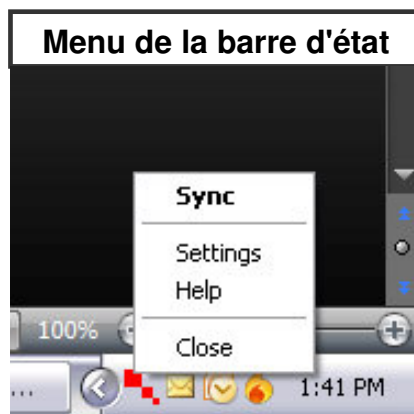 Menu de la barre d'état
Sync
Settings
Help
100%
Close
...
1:41 PM